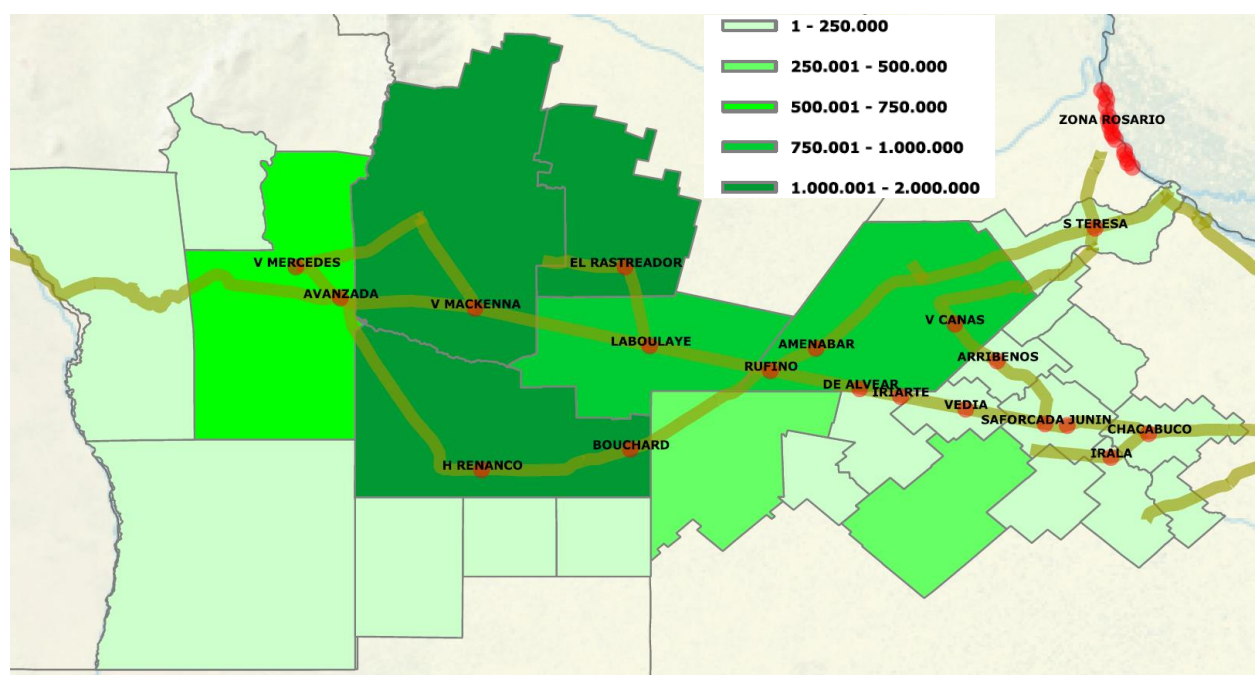 1 - 250.000
250.001 - 500.000
500.001 - 750.000
750.001 - 1.000.000
1.000.001 - 2.000.000
ZONA ROSARIO
S TERESA
V MERCEDES
EL RASTREADOR
AVANZADA
V MACKENNA
V CANAS
LABOULAYE
AMENABAR
ARRIBENOS
RUFINO
DE ALVEAR
IRIARTE
VEDIA
SAFORCADA JUNIN
CHACABUCO
BOUCHARD
IRALA
H RENANCO